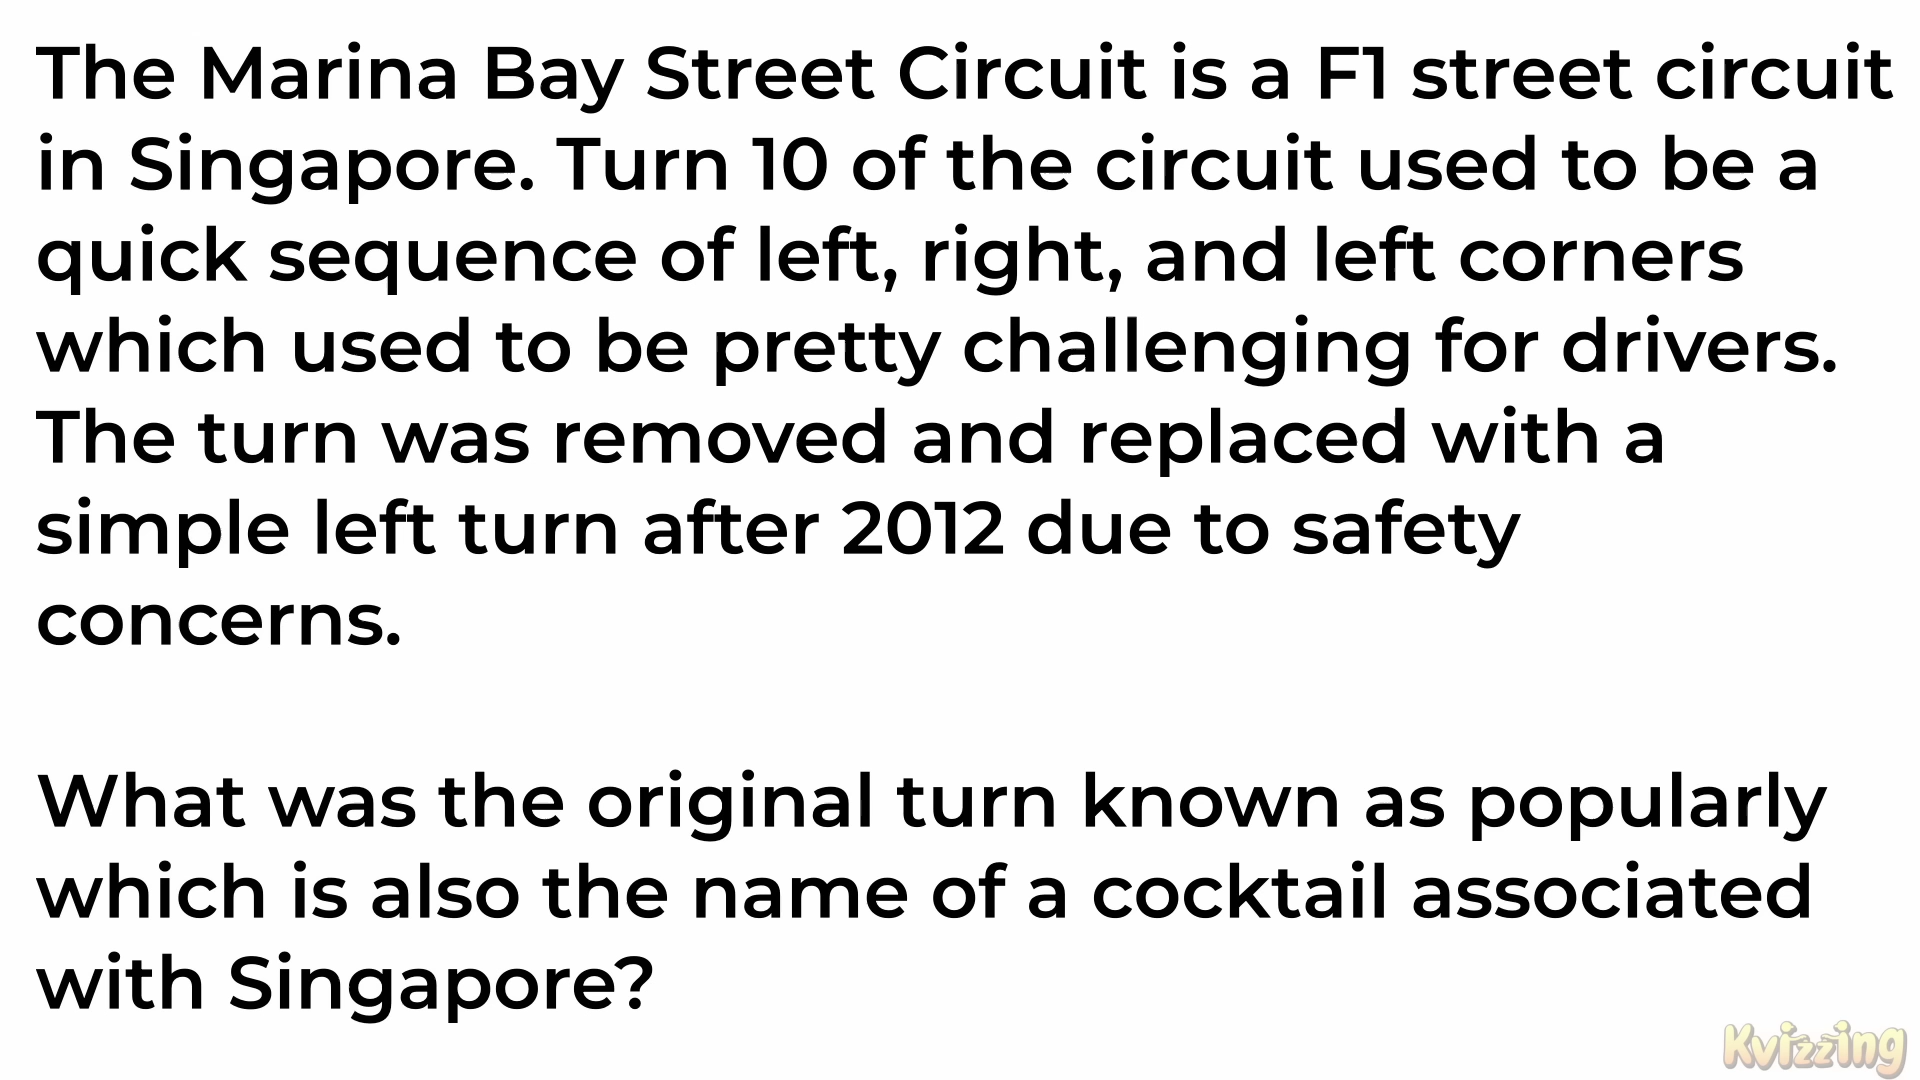 The Marina Bay Street Circuit is a F1 street circuit
in Singapore. Turn 10 of the circuit used to be a
quick sequence of left, right, and left corners
which used to be pretty challenging for drivers.
The turn was removed and replaced with a
simple left turn after 2012 due to safety
concerns.
What was the original turn known as popularly
which is also the name of a cocktail associated
with Singapore?
Kvizzing